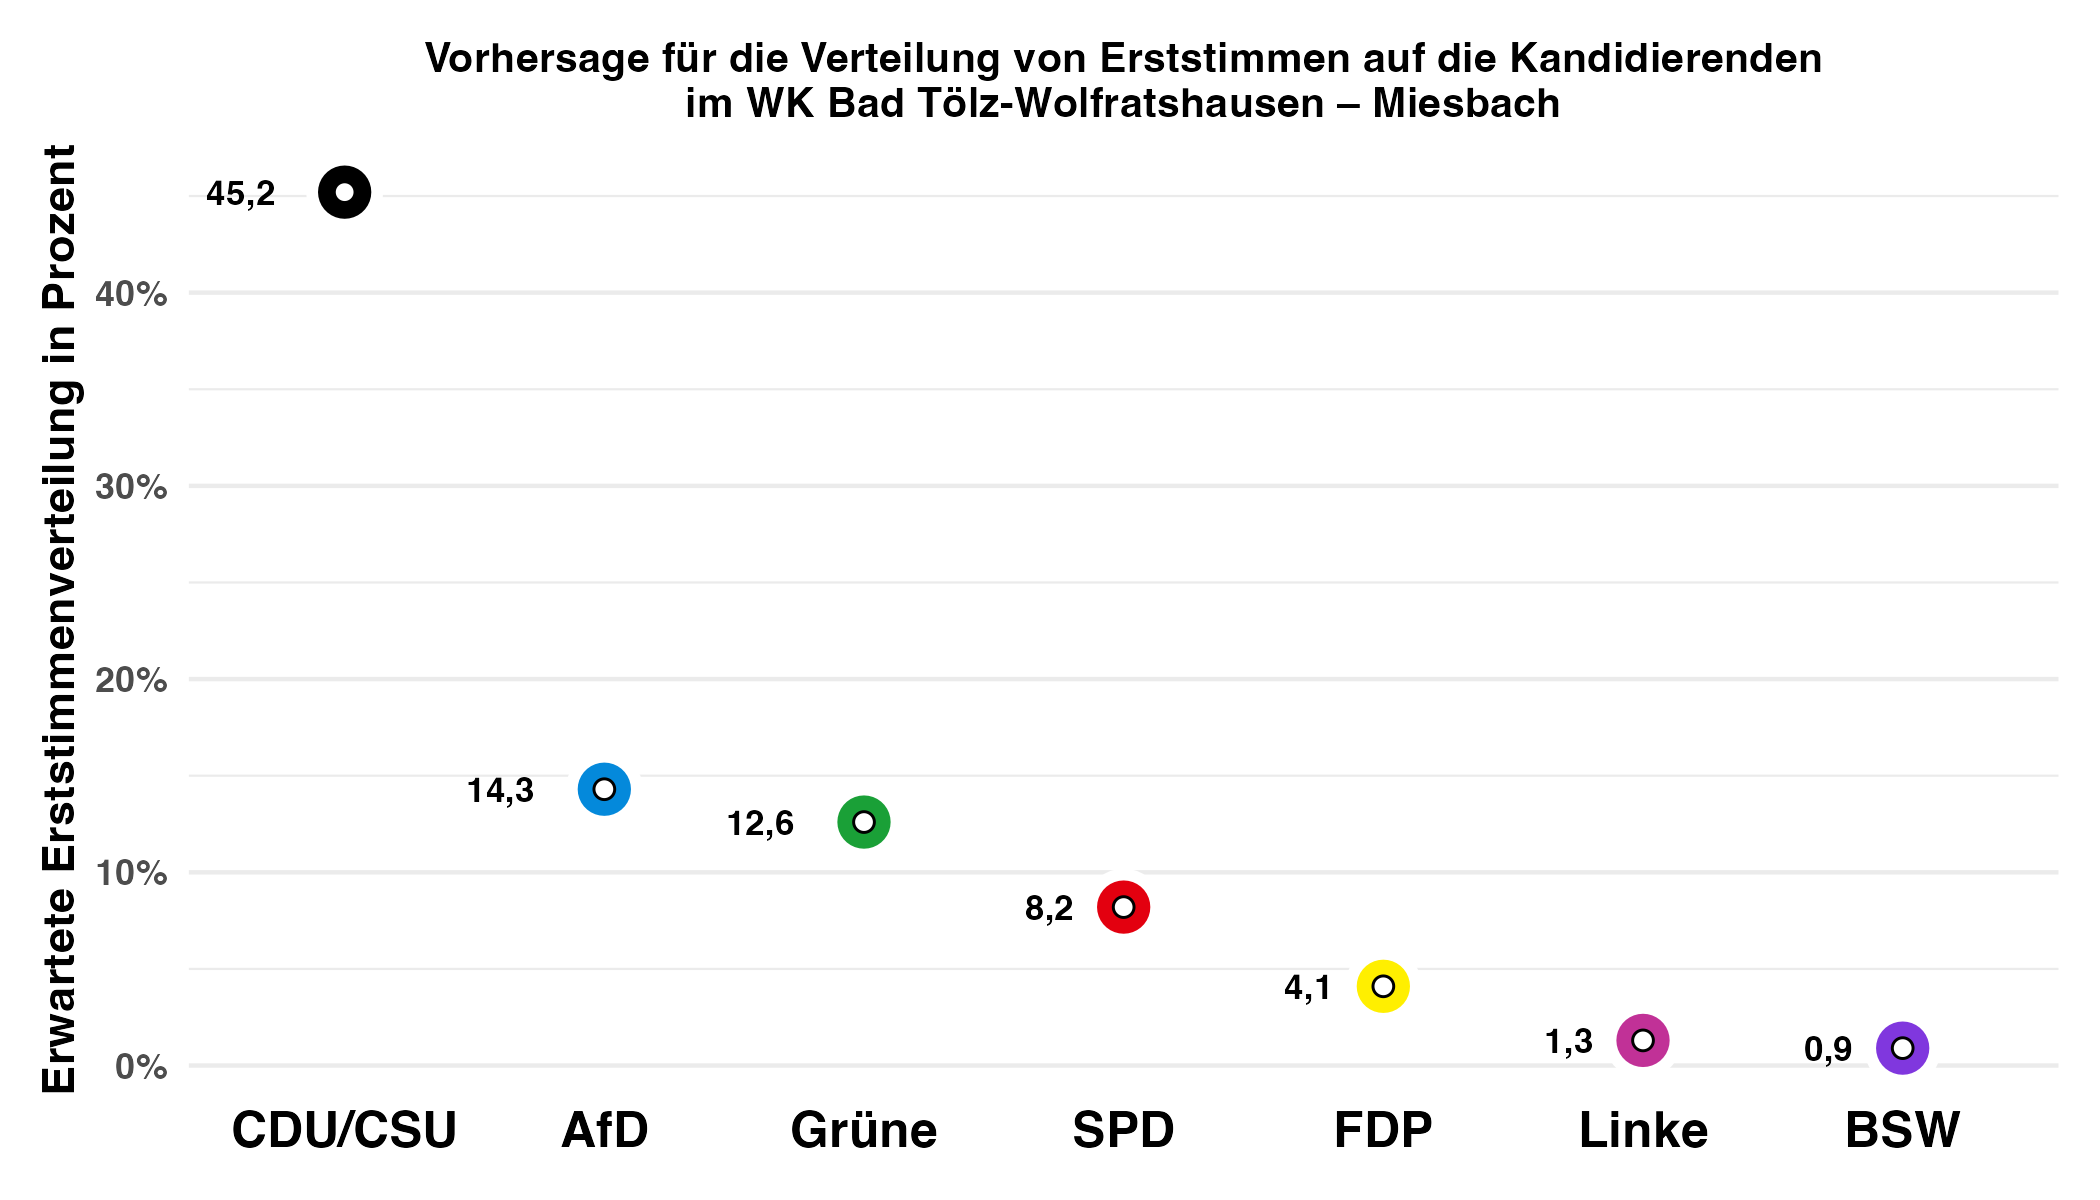 Vorhersage für die Verteilung von Erststimmen auf die Kandidierenden
im WK Bad Tölz-Wolfratshausen – Miesbach
Erwartete Erststimmenverteilung in Prozent
40%
30%
20%
10%
0%
45,2
14,3
12,6
8,2
4,1
1,3
0,9
CDU/CSU
AfD
Grüne
SPD
FDP
Linke
BSW